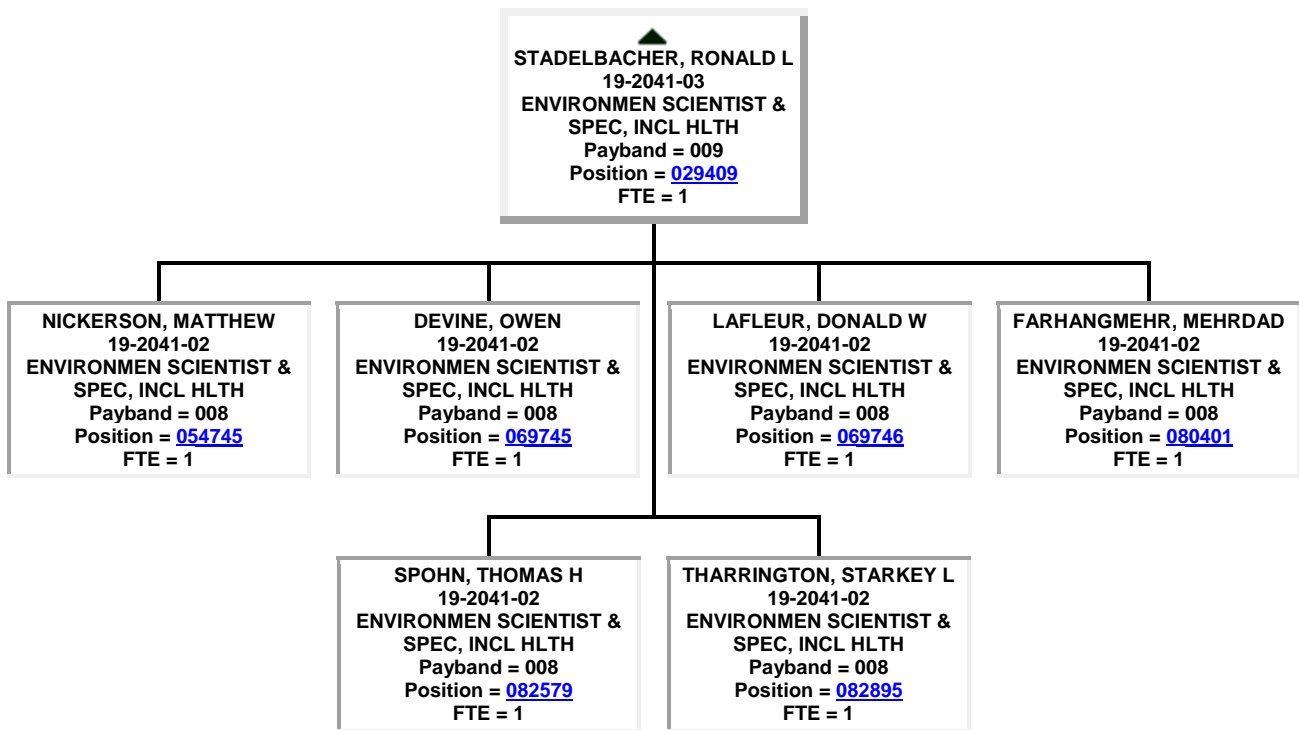 STADELBACHER, RONALD L
19-2041-03
ENVIRONMEN SCIENTIST &
SPEC, INCL HLTH
Payband = 009
Position = 029409
FTE = 1
NICKERSON, MATTHEW
19-2041-02
ENVIRONMEN SCIENTIST &
SPEC, INCL HLTH
Payband = 008
Position = 054745
FTE = 1
DEVINE, OWEN
19-2041-02
ENVIRONMEN SCIENTIST &
SPEC, INCL HLTH
Payband = 008
Position = 069745
FTE = 1
LAFLEUR, DONALD W
19-2041-02
ENVIRONMEN SCIENTIST &
SPEC, INCL HLTH
Payband = 008
Position = 069746
FTE = 1
FARHANGMEHR, MEHRDAD
19-2041-02
ENVIRONMEN SCIENTIST &
SPEC, INCL HLTH
Payband = 008
Position = 080401
FTE = 1
SPOHN, THOMAS H
19-2041-02
ENVIRONMEN SCIENTIST &
SPEC, INCL HLTH
Payband = 008
Position = 082579
FTE = 1
THARRINGTON, STARKEY L
19-2041-02
ENVIRONMEN SCIENTIST &
SPEC, INCL HLTH
Payband = 008
Position = 082895
FTE = 1